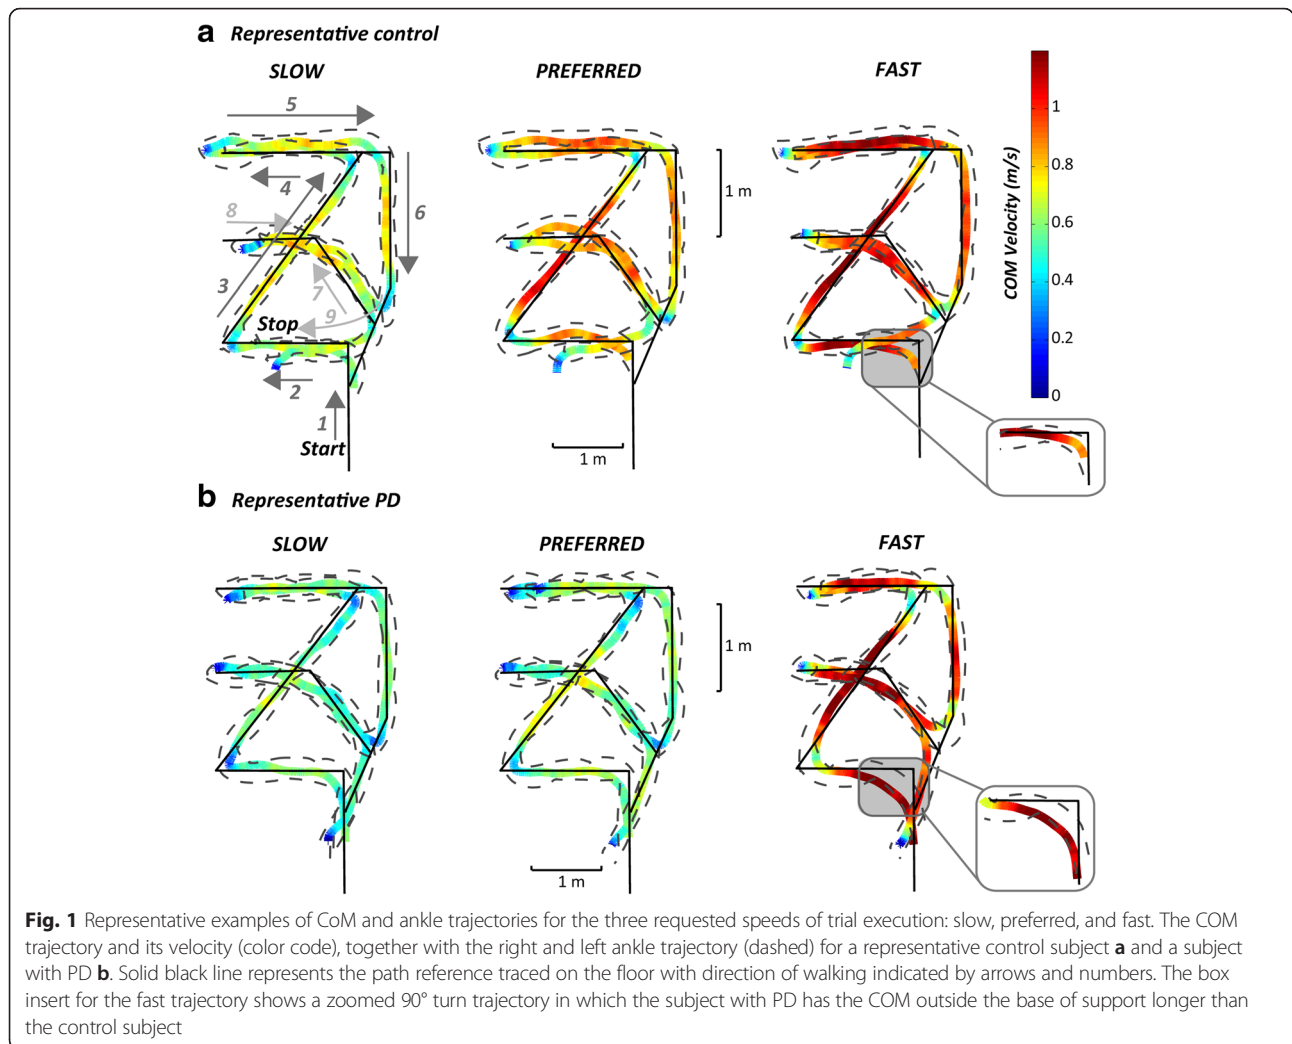 a Representative control
SLOW
PREFERRED
FAST
5
4
8
3
6
7
9
Stop
2
1
Start
1 m
1 m
COM Velocity (m/s)
1
0.8
0.6
0.4
0.2
0
b Representative PD
SLOW
PREFERRED
FAST
1 m
1 m
Fig. 1 Representative examples of CoM and ankle trajectories for the three requested speeds of trial execution: slow, preferred, and fast. The COM
trajectory and its velocity (color code), together with the right and left ankle trajectory (dashed) for a representative control subject a and a subject
with PD b. Solid black line represents the path reference traced on the floor with direction of walking indicated by arrows and numbers. The box
insert for the fast trajectory shows a zoomed 90° turn trajectory in which the subject with PD has the COM outside the base of support longer than
the control subject